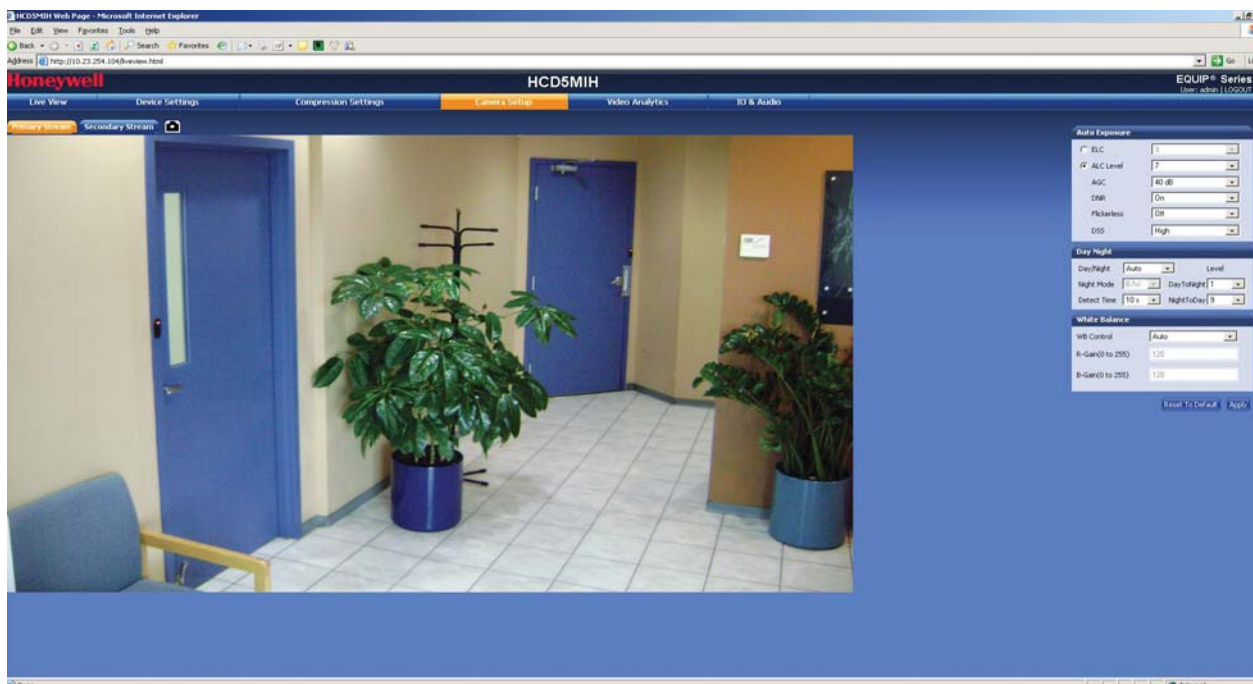 HCD5MIH Web Page - Microsoft Internet Explorer
File Edit View Favorites Tools Help
Back Search Favorites
Address http://10.23.254.104/liveview.html Go
Honeywell HCD5MIH EQUIP® Series
User: admin | LOGOUT
Live View Device Settings Compression Settings Camera Setup Video Analytics IO & Audio
Primary Stream Secondary Stream
Auto Exposure
ELC 9
ALC Level 7
AGC 40 dB
DNR On
Flickerless Off
DSS High
Day Night
Day/Night Auto Level
Night Mode B/W DayToNight 1
Detect Time 10 s NightToDay 9
White Balance
WB Control Auto
R-Gain(0 to 255) 128
B-Gain(0 to 255) 128
Reset To Default Apply